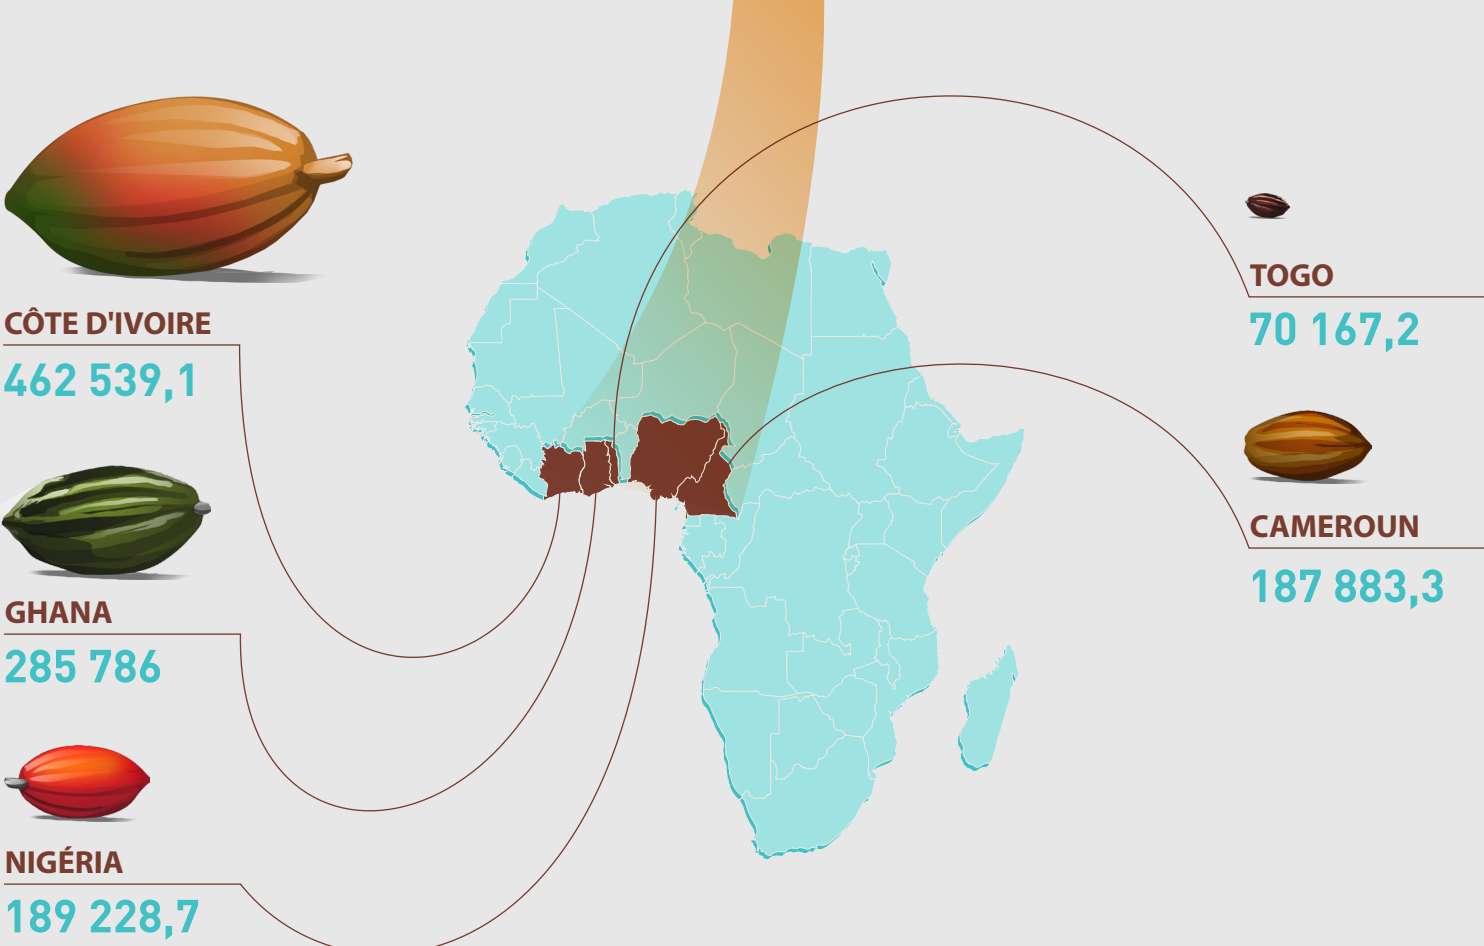 CÔTE D'IVOIRE
462 539,1
GHANA
285 786
NIGÉRIA
189 228,7
TOGO
70 167,2
CAMEROUN
187 883,3